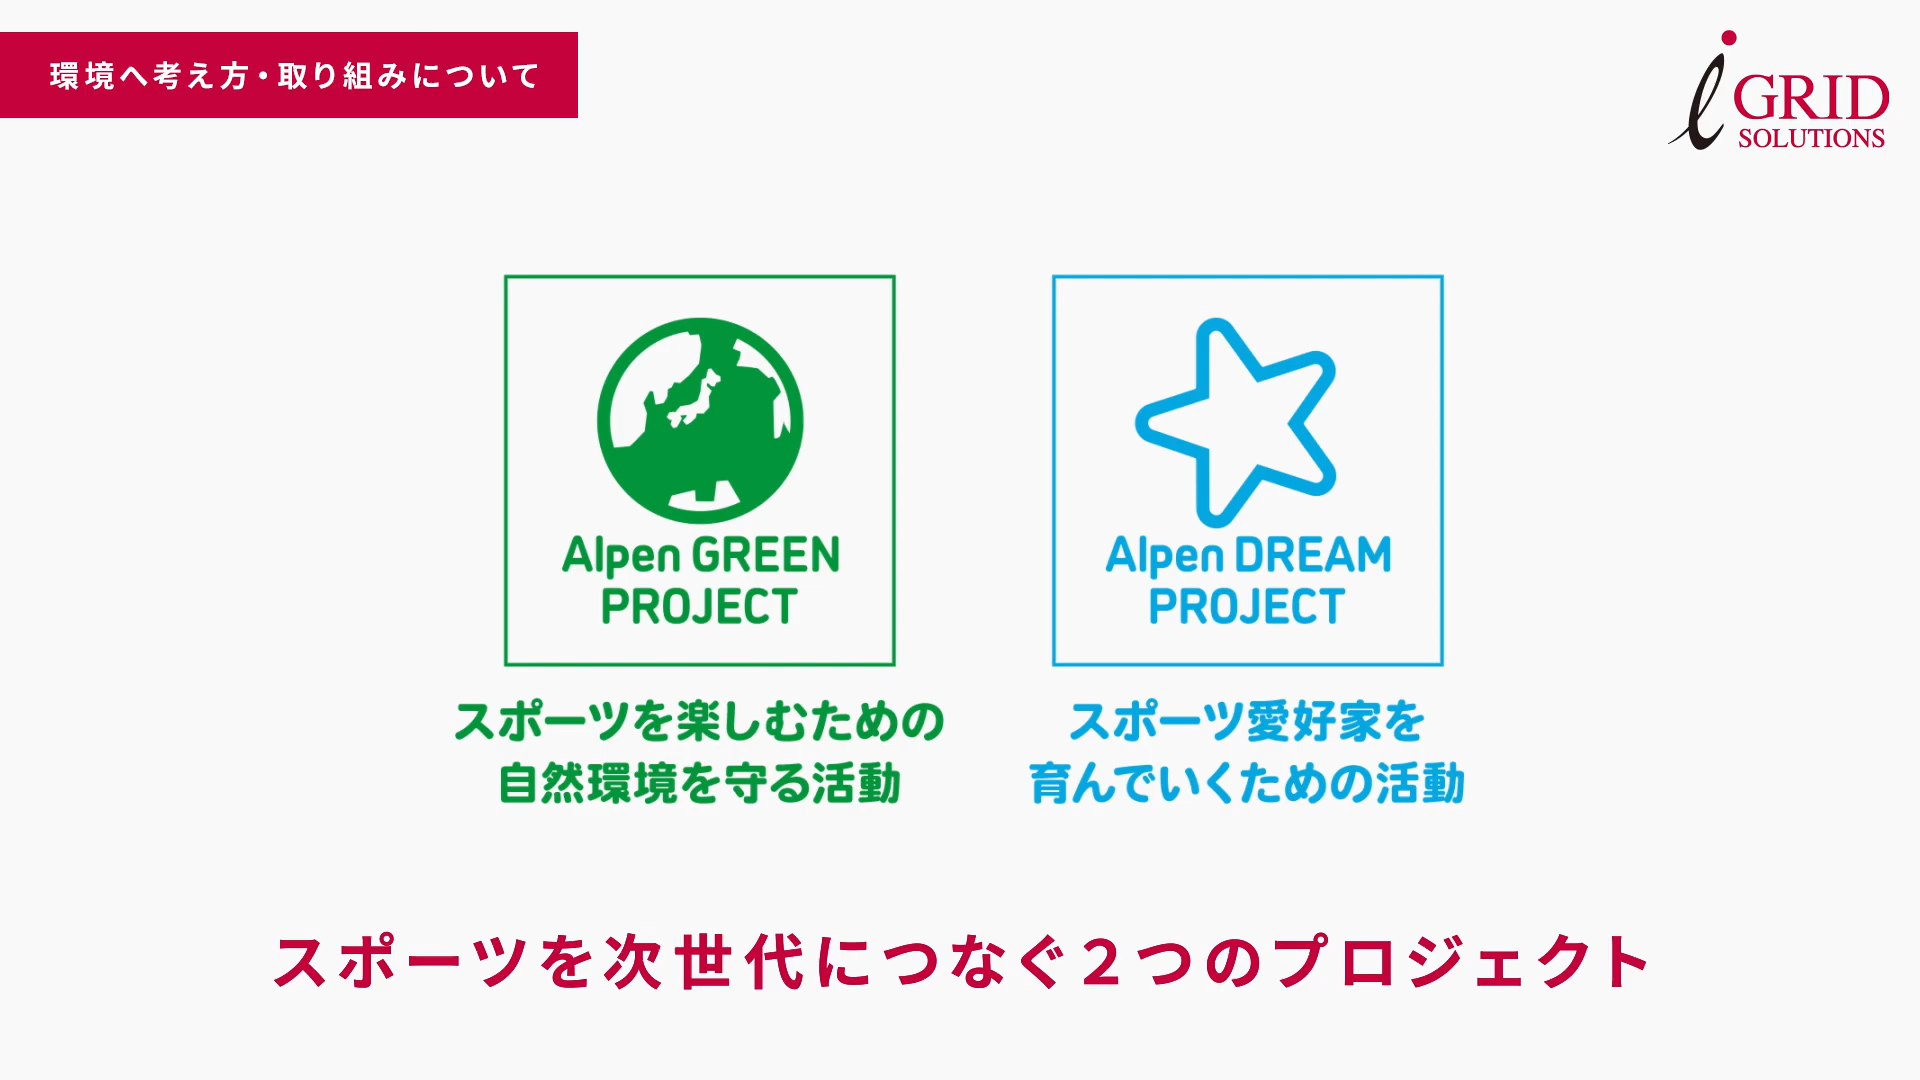 環境へ考え方・取り組みについて
i GRID
SOLUTIONS
Alpen GREEN
PROJECT
スポーツを楽しむための
自然環境を守る活動
Alpen DREAM
PROJECT
スポーツ愛好家を
育んでいくための活動
スポーツを次世代につなぐ２つのプロジェクト